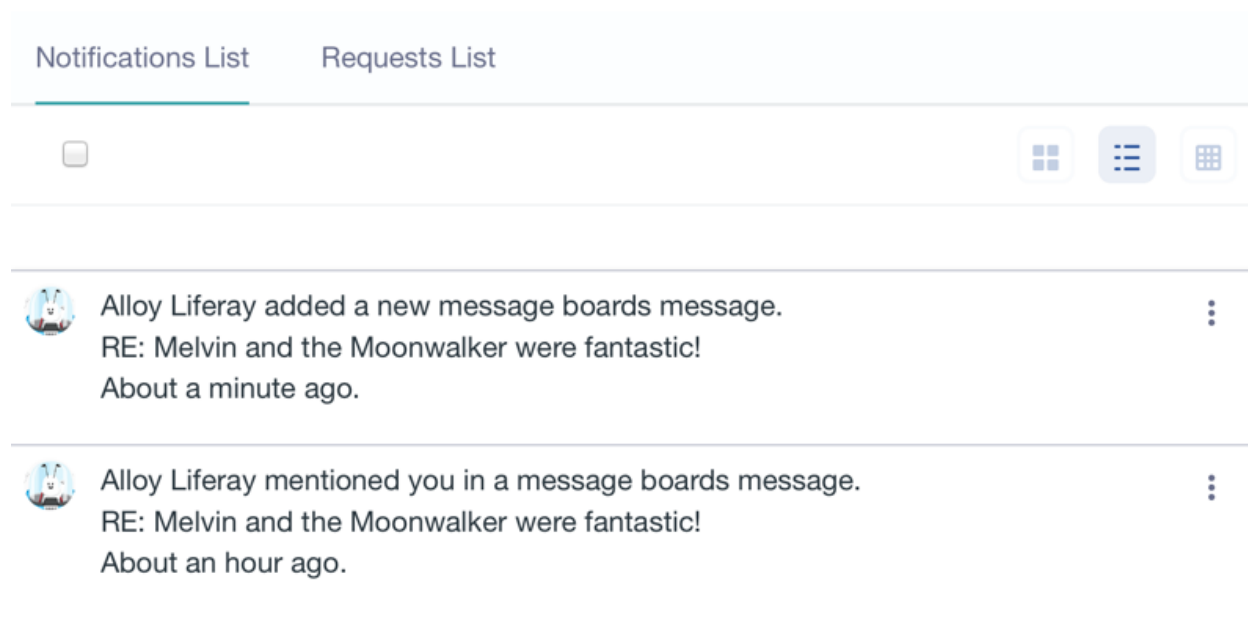 Notifications List
Requests List
Alloy Liferay added a new message boards message.
RE: Melvin and the Moonwalker were fantastic!
About a minute ago.
Alloy Liferay mentioned you in a message boards message.
RE: Melvin and the Moonwalker were fantastic!
About an hour ago.